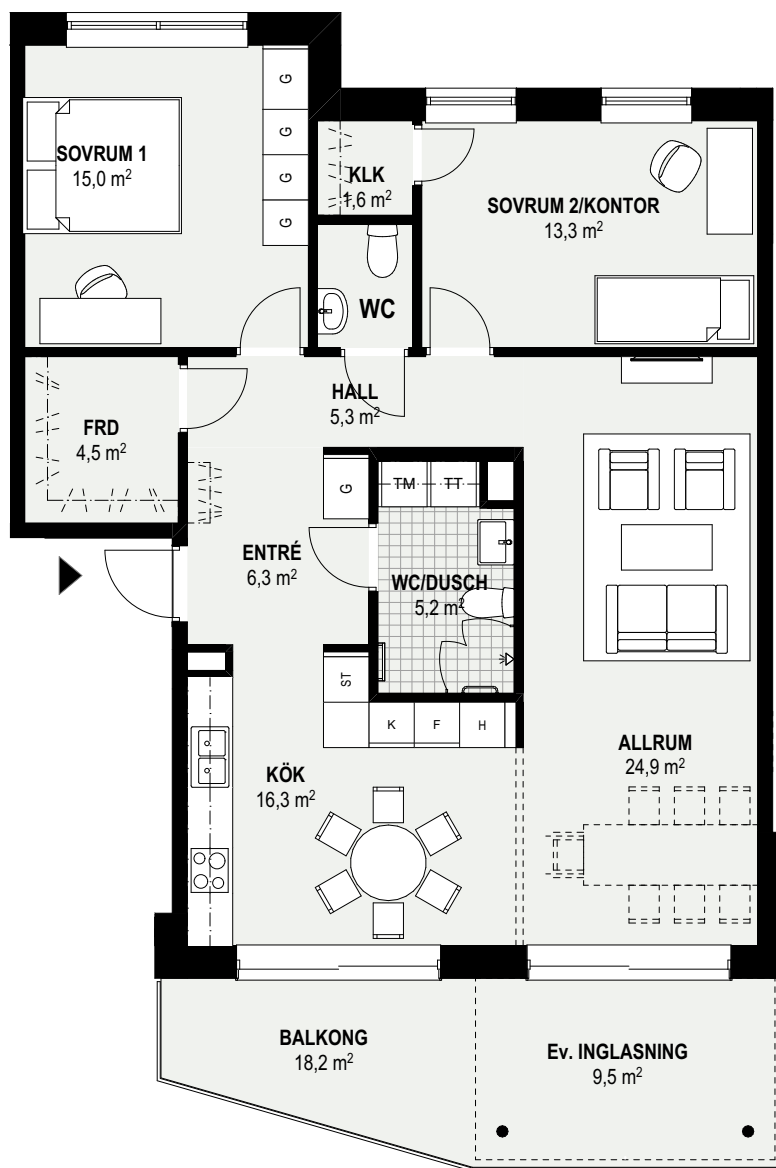 G
G
G
G
SOVRUM 1
15,0 m²
KLK
1,6 m²
SOVRUM 2/KONTOR
13,3 m²
WC
HALL
5,3 m²
FRD
4,5 m²
G
TM
TT
ENTRÉ
6,3 m²
WC/DUSCH
5,2 m²
ST
K
F
H
KÖK
16,3 m²
ALLRUM
24,9 m²
BALKONG
18,2 m²
Ev. INGLASNING
9,5 m²